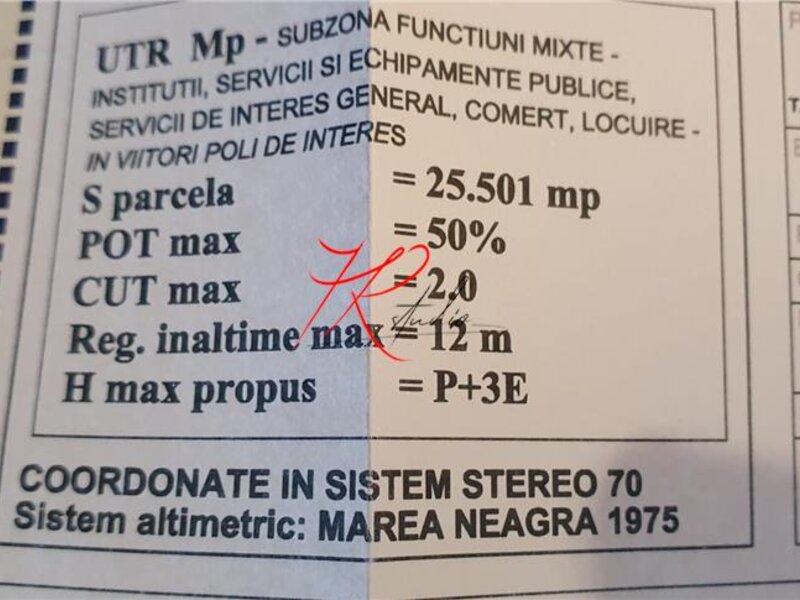 UTR Mp - SUBZONA FUNCTIUNI MIXTE -
INSTITUTII, SERVICII SI ECHIPAMENTE PUBLICE,
SERVICII DE INTERES GENERAL, COMERT, LOCUIRE -
IN VIITORI POLI DE INTERES
S parcela = 25.501 mp
POT max = 50%
CUT max = 2.0
Reg. inaltime max = 12 m
H max propus = P+3E
COORDONATE IN SISTEM STEREO 70
Sistem altimetric: MAREA NEAGRA 1975
studio